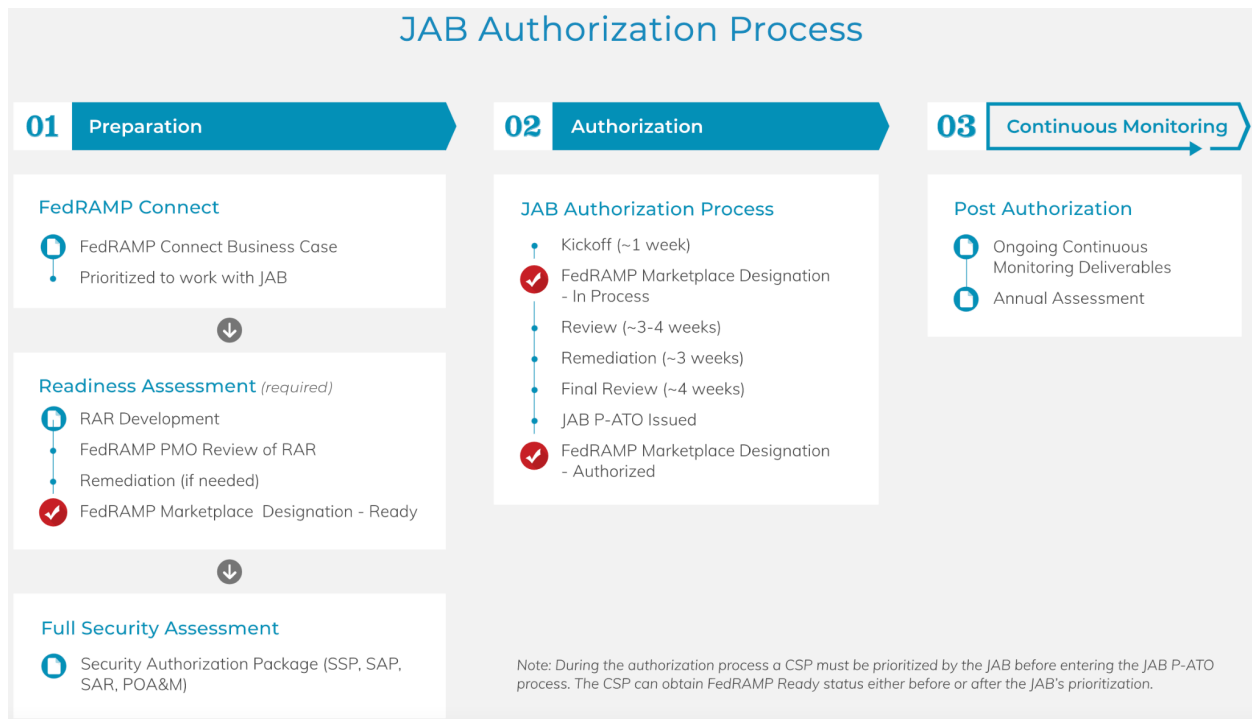 JAB Authorization Process
01 Preparation
FedRAMP Connect
FedRAMP Connect Business Case
Prioritized to work with JAB
Readiness Assessment (required)
RAR Development
FedRAMP PMO Review of RAR
Remediation (if needed)
FedRAMP Marketplace Designation - Ready
Full Security Assessment
Security Authorization Package (SSP, SAP,
SAR, POA&M)
02 Authorization
JAB Authorization Process
Kickoff (~1 week)
FedRAMP Marketplace Designation
- In Process
Review (~3-4 weeks)
Remediation (~3 weeks)
Final Review (~4 weeks)
JAB P-ATO Issued
FedRAMP Marketplace Designation
- Authorized
03 Continuous Monitoring
Post Authorization
Ongoing Continuous
Monitoring Deliverables
Annual Assessment
Note: During the authorization process a CSP must be prioritized by the JAB before entering the JAB P-ATO
process. The CSP can obtain FedRAMP Ready status either before or after the JAB's prioritization.